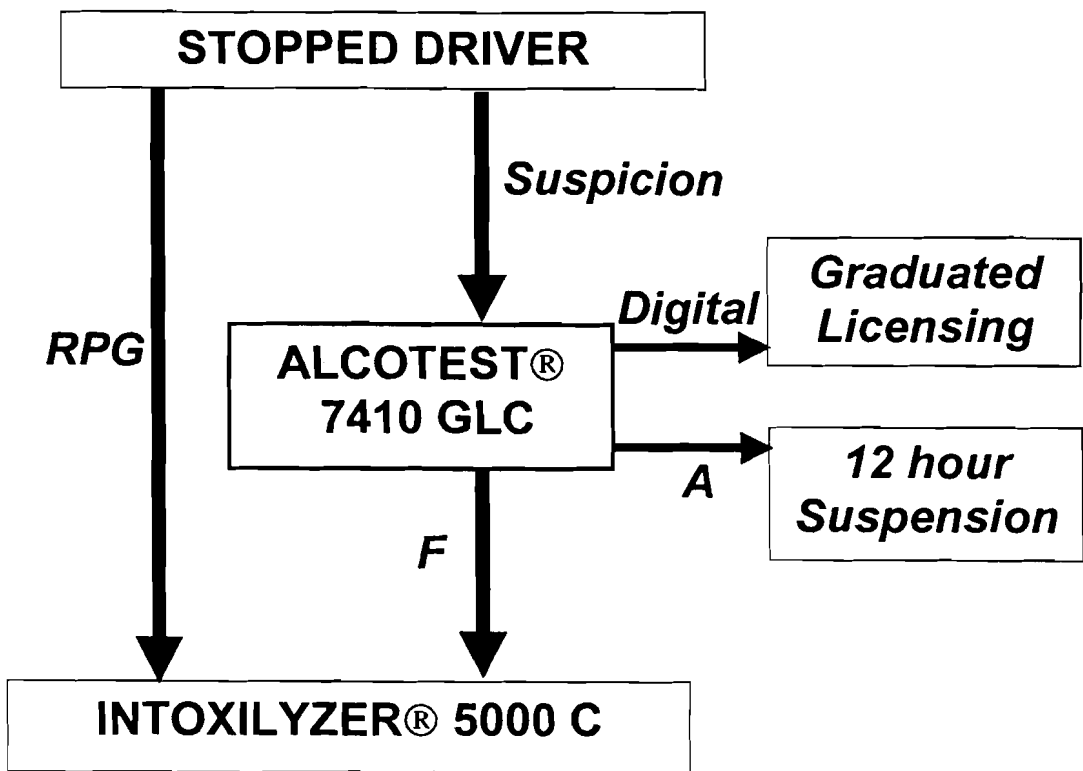 STOPPED DRIVER
Suspicion
RPG
Digital
Graduated
Licensing
ALCOTEST®
7410 GLC
A
12 hour
Suspension
F
INTOXILYZER® 5000 C